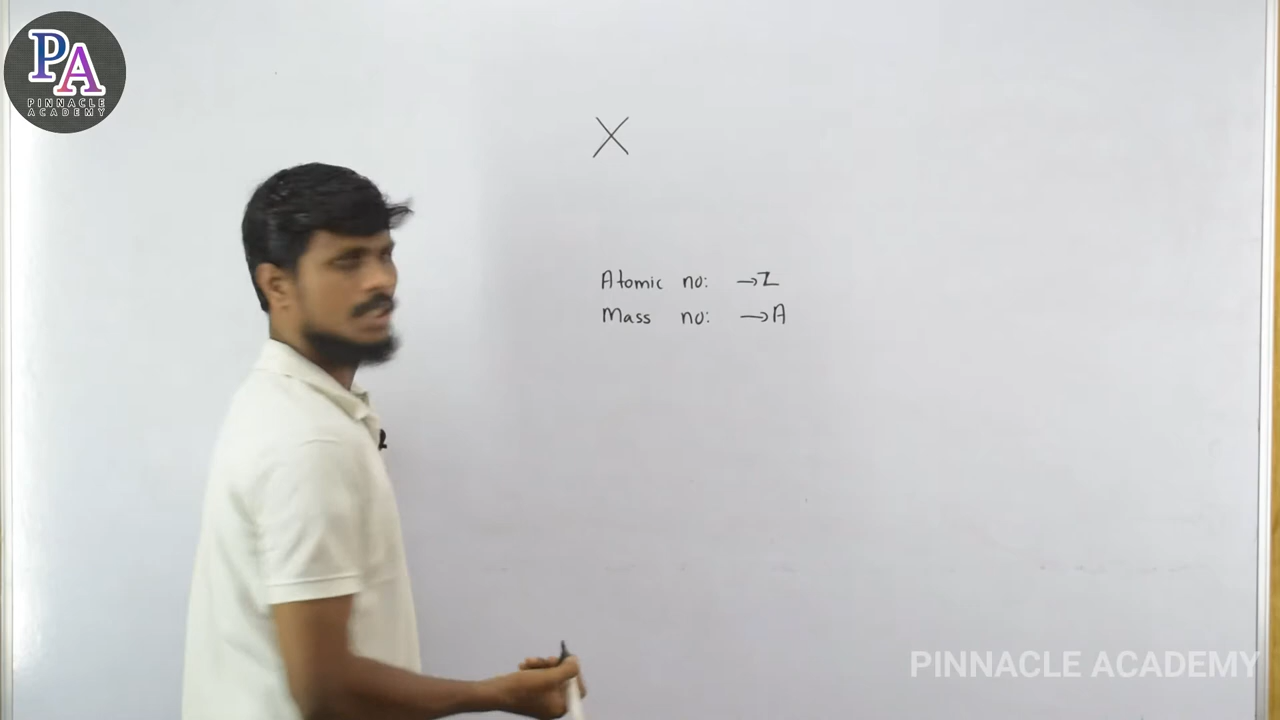 PA
PINNACLE
ACADEMY
X
Atomic no: →Z
Mass no: →A
PINNACLE ACADEMY